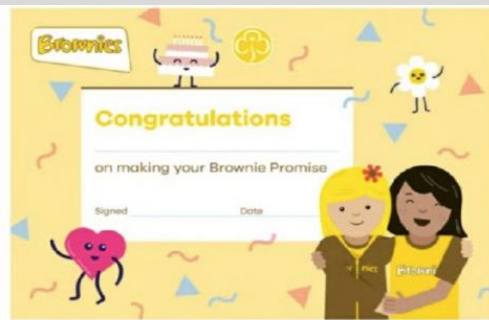 Brownies
Congratulations
on making your Brownie Promise
Signed
Date